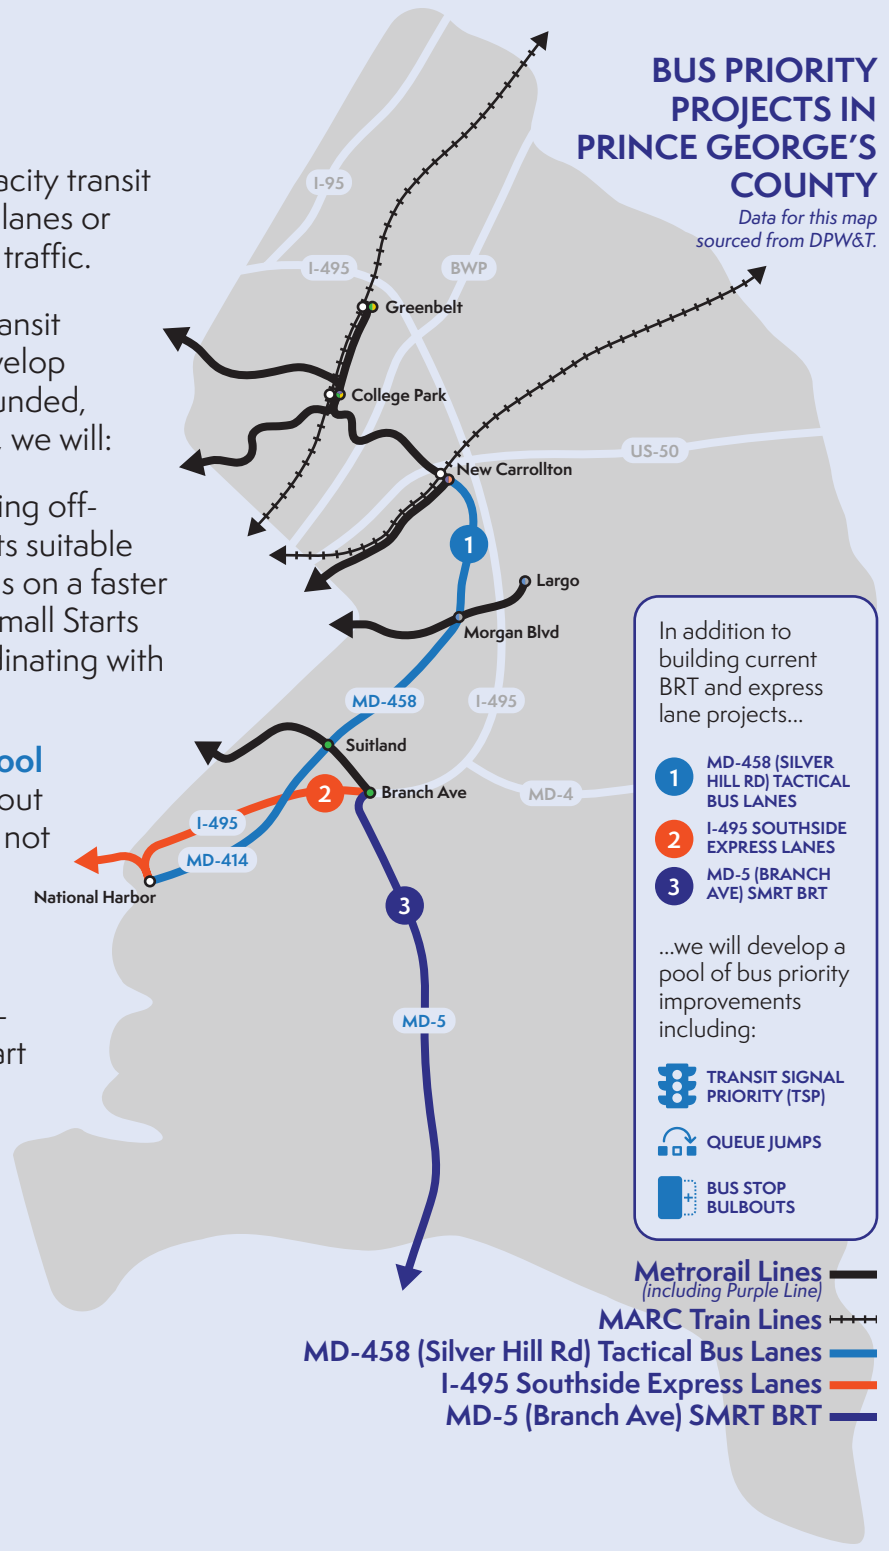 BUS PRIORITY
PROJECTS IN
PRINCE GEORGE'S
COUNTY
Data for this map
sourced from DPW&T.
acity transit
lanes or
traffic.
ansit
velop
unded,
, we will:
ing off-
ts suitable
s on a faster
mall Starts
dinating with
ool
out
not
-
art
I-95
I-495
BWP
Greenbelt
College Park
US-50
New Carrollton
1
Largo
Morgan Blvd
MD-458
I-495
Suitland
Branch Ave
2
MD-4
I-495
MD-414
National Harbor
3
MD-5
In addition to
building current
BRT and express
lane projects...
1
MD-458 (SILVER
HILL RD) TACTICAL
BUS LANES
2
I-495 SOUTHSIDE
EXPRESS LANES
3
MD-5 (BRANCH
AVE) SMRT BRT
...we will develop a
pool of bus priority
improvements
including:
TRANSIT SIGNAL
PRIORITY (TSP)
QUEUE JUMPS
BUS STOP
BULBOUTS
Metrorail Lines
(including Purple Line)
MARC Train Lines
MD-458 (Silver Hill Rd) Tactical Bus Lanes
I-495 Southside Express Lanes
MD-5 (Branch Ave) SMRT BRT